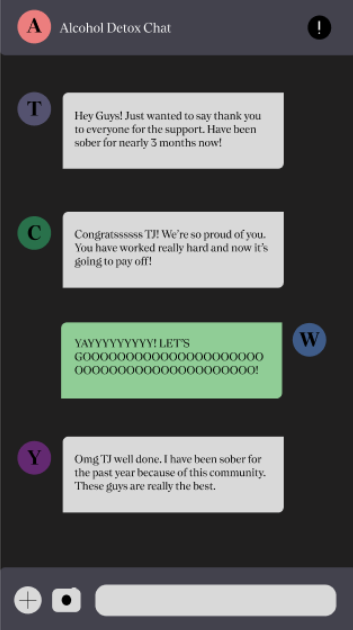 A Alcohol Detox Chat !
T
Hey Guys! Just wanted to say thank you
to everyone for the support. Have been
sober for nearly 3 months now!
C
Congratssssss TJ! We're so proud of you.
You have worked really hard and now it's
going to pay off!
YAYYYYYYYYY! LET'S
GOOOOOOOOOOOOOOOOOOOOO
OOOOOOOOOOOOOOOOOOOOO!
W
Y
Omg TJ well done. I have been sober for
the past year because of this community.
These guys are really the best.